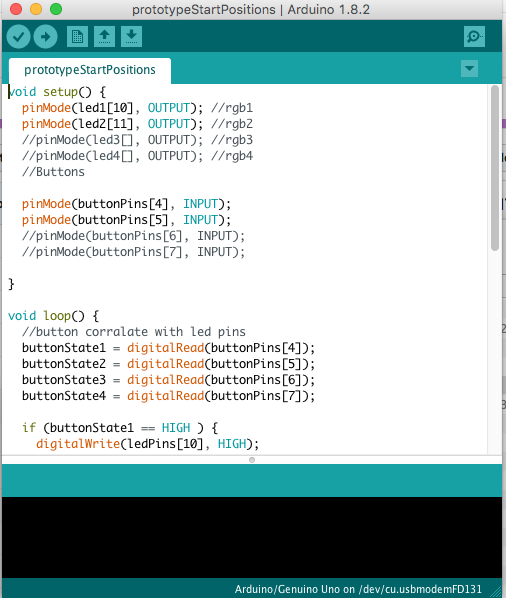 prototypeStartPositions | Arduino 1.8.2
prototypeStartPositions
void setup() {
  pinMode(led1[10], OUTPUT); //rgb1
  pinMode(led2[11], OUTPUT); //rgb2
  //pinMode(led3[], OUTPUT); //rgb3
  //pinMode(led4[], OUTPUT); //rgb4
  //Buttons
  pinMode(buttonPins[4], INPUT);
  pinMode(buttonPins[5], INPUT);
  //pinMode(buttonPins[6], INPUT);
  //pinMode(buttonPins[7], INPUT);
}
void loop() {
  //button corralate with led pins
  buttonState1 = digitalRead(buttonPins[4]);
  buttonState2 = digitalRead(buttonPins[5]);
  buttonState3 = digitalRead(buttonPins[6]);
  buttonState4 = digitalRead(buttonPins[7]);
  if (buttonState1 == HIGH ) {
    digitalWrite(ledPins[10], HIGH);
Arduino/Genuino Uno on /dev/cu.usbmodemFD131